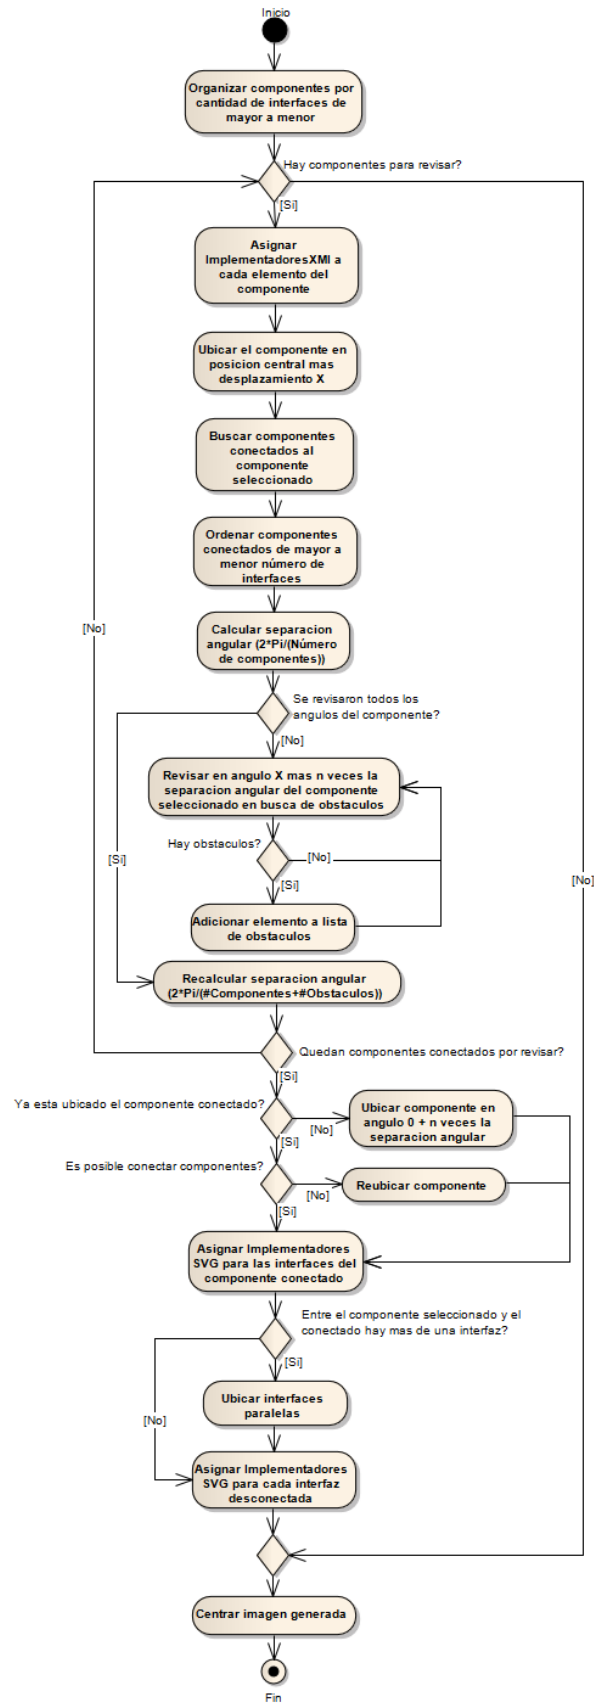 Inicio
Organizar componentes por
cantidad de interfaces de
mayor a menor
Hay componentes para revisar?
[Si]
Asignar
ImplementadoresXMI a
cada elemento del
componente
Ubicar el componente en
posicion central mas
desplazamiento X
Buscar componentes
conectados al
componente
seleccionado
Ordenar componentes
conectados de mayor a
menor número de
interfaces
[No]
Calcular separacion
angular (2*Pi/(Número
de componentes))
Se revisaron todos los
angulos del componente?
[No]
Revisar en angulo X mas n veces la
separacion angular del componente
seleccionado en busca de obstaculos
Hay obstaculos?
[No]
[Si]
[Si]
[No]
Adicionar elemento a lista
de obstaculos
Recalcular separacion angular
(2*Pi/(#Componentes+#Obstaculos))
Quedan componentes conectados por revisar?
[Si]
Ya esta ubicado el componente conectado?
[No]
Ubicar componente en
angulo 0 + n veces la
separacion angular
[Si]
Es posible conectar componentes?
[No]
Reubicar componente
[Si]
Asignar Implementadores
SVG para las interfaces del
componente conectado
Entre el componente seleccionado y el
conectado hay mas de una interfaz?
[Si]
Ubicar interfaces
paralelas
[No]
Asignar Implementadores
SVG para cada interfaz
desconectada
Centrar imagen generada
Fin